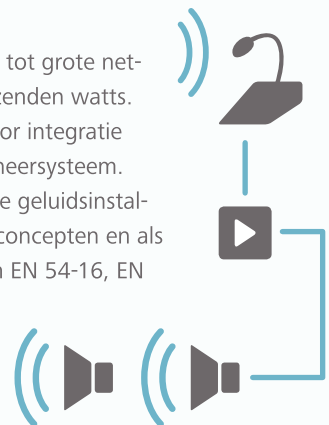 tot grote net-
zenden watts.
or integratie
heersysteem.
e geluidsinstal-
concepten en als
EN 54-16, EN